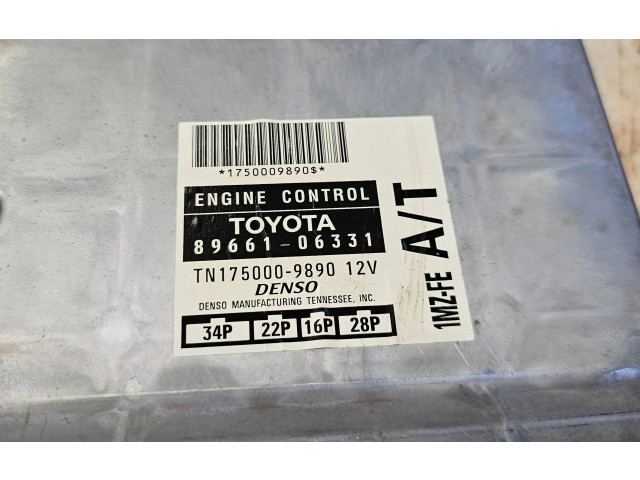 *1750009890$*
ENGINE CONTROL
TOYOTA
89661-06331
TN175000-9890 12V
DENSO
DENSO MANUFACTURING TENNESSEE, INC.
34P 22P 16P 28P
1MZ-FE A/T